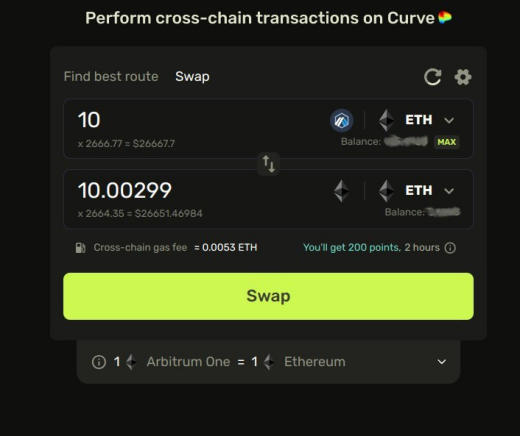 Perform cross-chain transactions on Curve
Find best route Swap
10 ETH
x 2666.77 = $26667.7 Balance: MAX
10.00299 ETH
x 2664.35 = $26651.46984 Balance:
Cross-chain gas fee = 0.0053 ETH You'll get 200 points, 2 hours
Swap
1 Arbitrum One = 1 Ethereum